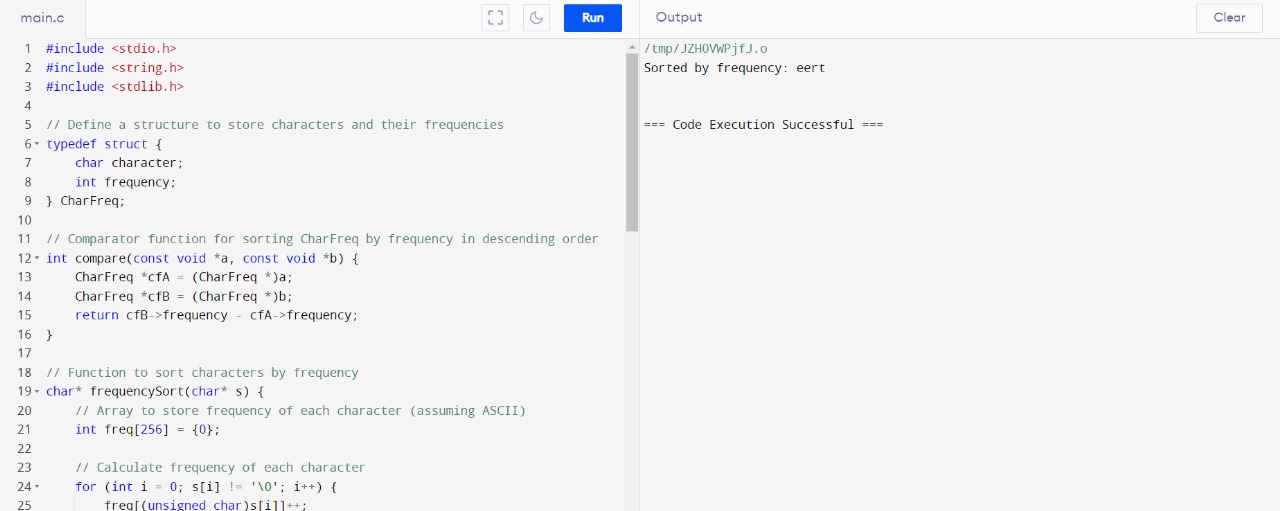 main.c
Run
Output
Clear
1 #include <stdio.h>
2 #include <string.h>
3 #include <stdlib.h>
4
5 // Define a structure to store characters and their frequencies
6 typedef struct {
7     char character;
8     int frequency;
9 } CharFreq;
10
11 // Comparator function for sorting CharFreq by frequency in descending order
12 int compare(const void *a, const void *b) {
13     CharFreq *cfA = (CharFreq *)a;
14     CharFreq *cfB = (CharFreq *)b;
15     return cfB->frequency - cfA->frequency;
16 }
17
18 // Function to sort characters by frequency
19 char* frequencySort(char* s) {
20     // Array to store frequency of each character (assuming ASCII)
21     int freq[256] = {0};
22
23     // Calculate frequency of each character
24     for (int i = 0; s[i] != '\0'; i++) {
25         freq[(unsigned char)s[i]]++;
/tmp/JZH0VWPjfJ.o
Sorted by frequency: eert
=== Code Execution Successful ===